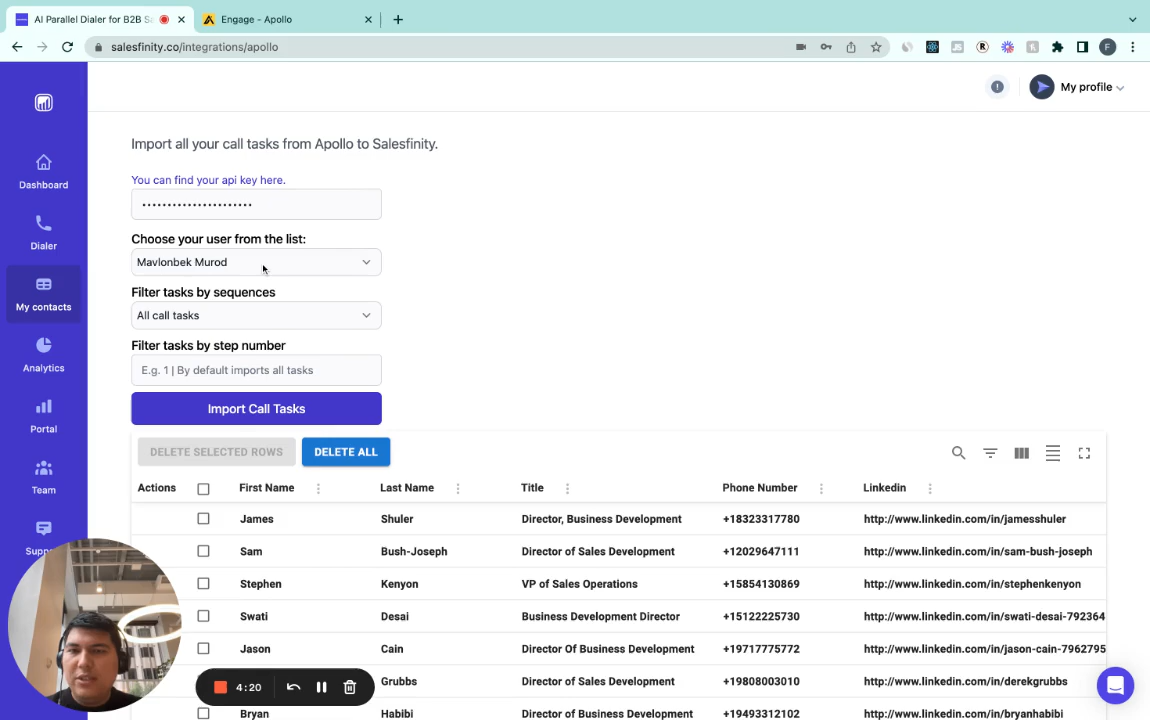 AI Parallel Dialer for B2B Sa
Engage - Apollo
salesfinity.co/integrations/apollo
F
My profile
Import all your call tasks from Apollo to Salesfinity.
You can find your api key here.
Choose your user from the list:
Mavlonbek Murod
Filter tasks by sequences
All call tasks
Filter tasks by step number
E.g. 1 | By default imports all tasks
Import Call Tasks
Dashboard
Dialer
My contacts
Analytics
Portal
Team
DELETE SELECTED ROWS DELETE ALL
Actions First Name Last Name Title Phone Number Linkedin
James Shuler Director, Business Development +18323317780 http://www.linkedin.com/in/jamesshuler
Sam Bush-Joseph Director of Sales Development +12029647111 http://www.linkedin.com/in/sam-bush-joseph
Stephen Kenyon VP of Sales Operations +15854130869 http://www.linkedin.com/in/stephenkenyon
Swati Desai Business Development Director +15122225730 http://www.linkedin.com/in/swati-desai-792364
Jason Cain Director Of Business Development +19717775772 http://www.linkedin.com/in/jason-cain-7962795
Grubbs Director of Sales Development +19808003010 http://www.linkedin.com/in/derekgrubbs
Bryan Habibi Director of Business Development +19493312102 http://www.linkedin.com/in/bryanhabibi
4:20